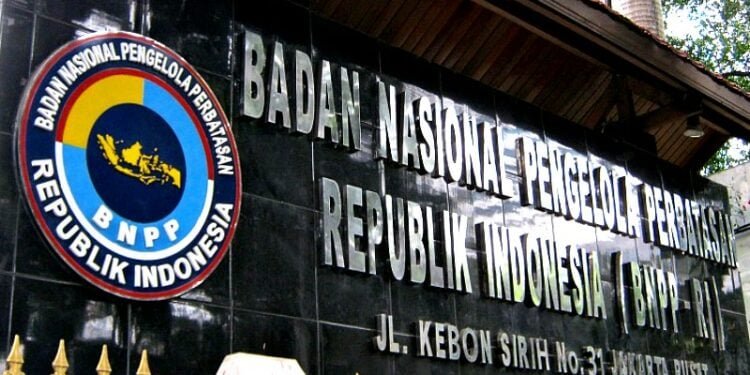 BADAN NASIONAL PENGELOLA PERBATASAN
REPUBLIK INDONESIA
BNPP
BADAN NASIONAL PENGELOLA PERBATASAN
REPUBLIK INDONESIA ( BNPP RI )
JL. KEBON SIRIH No. 31 JAKARTA PUSAT